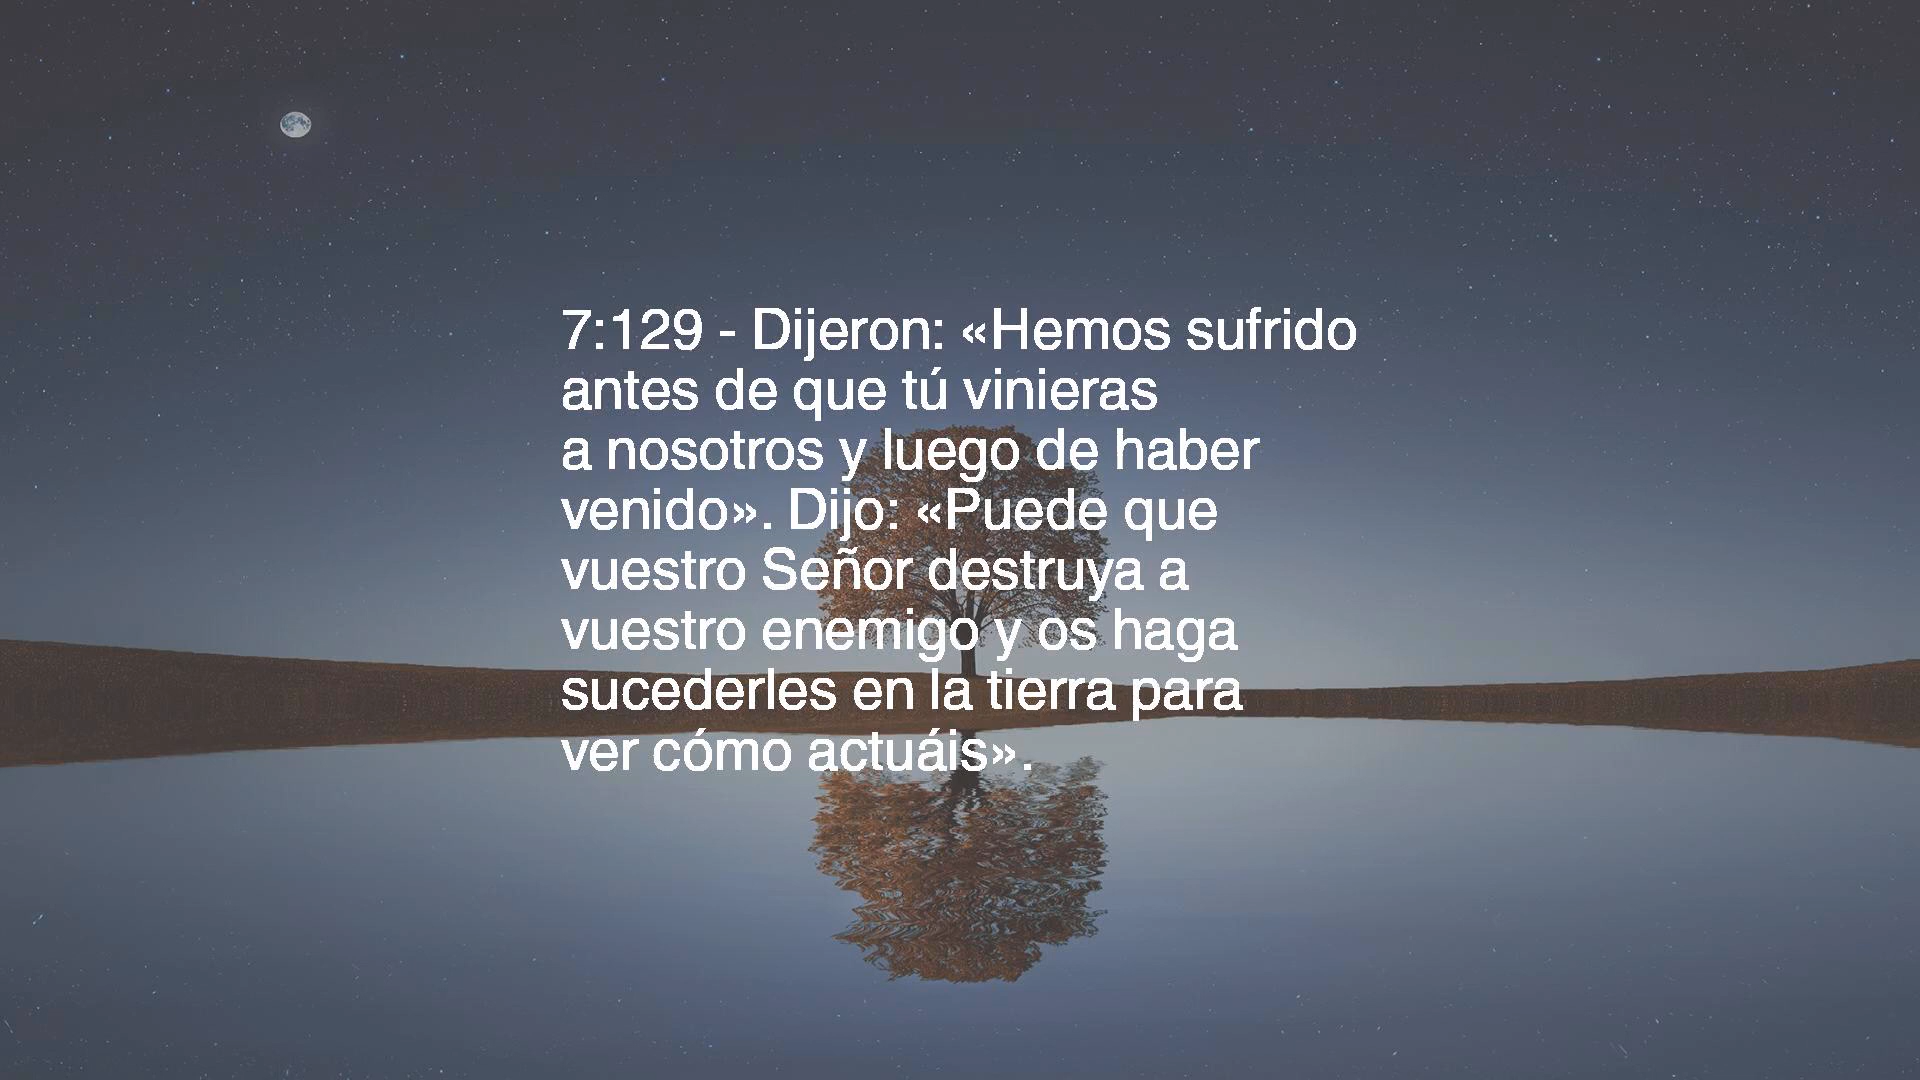 7:129 - Dijeron: «Hemos sufrido
antes de que tú vinieras
a nosotros y luego de haber
venido». Dijo: «Puede que
vuestro Señor destruya a
vuestro enemigo y os haga
sucederles en la tierra para
ver cómo actuáis».